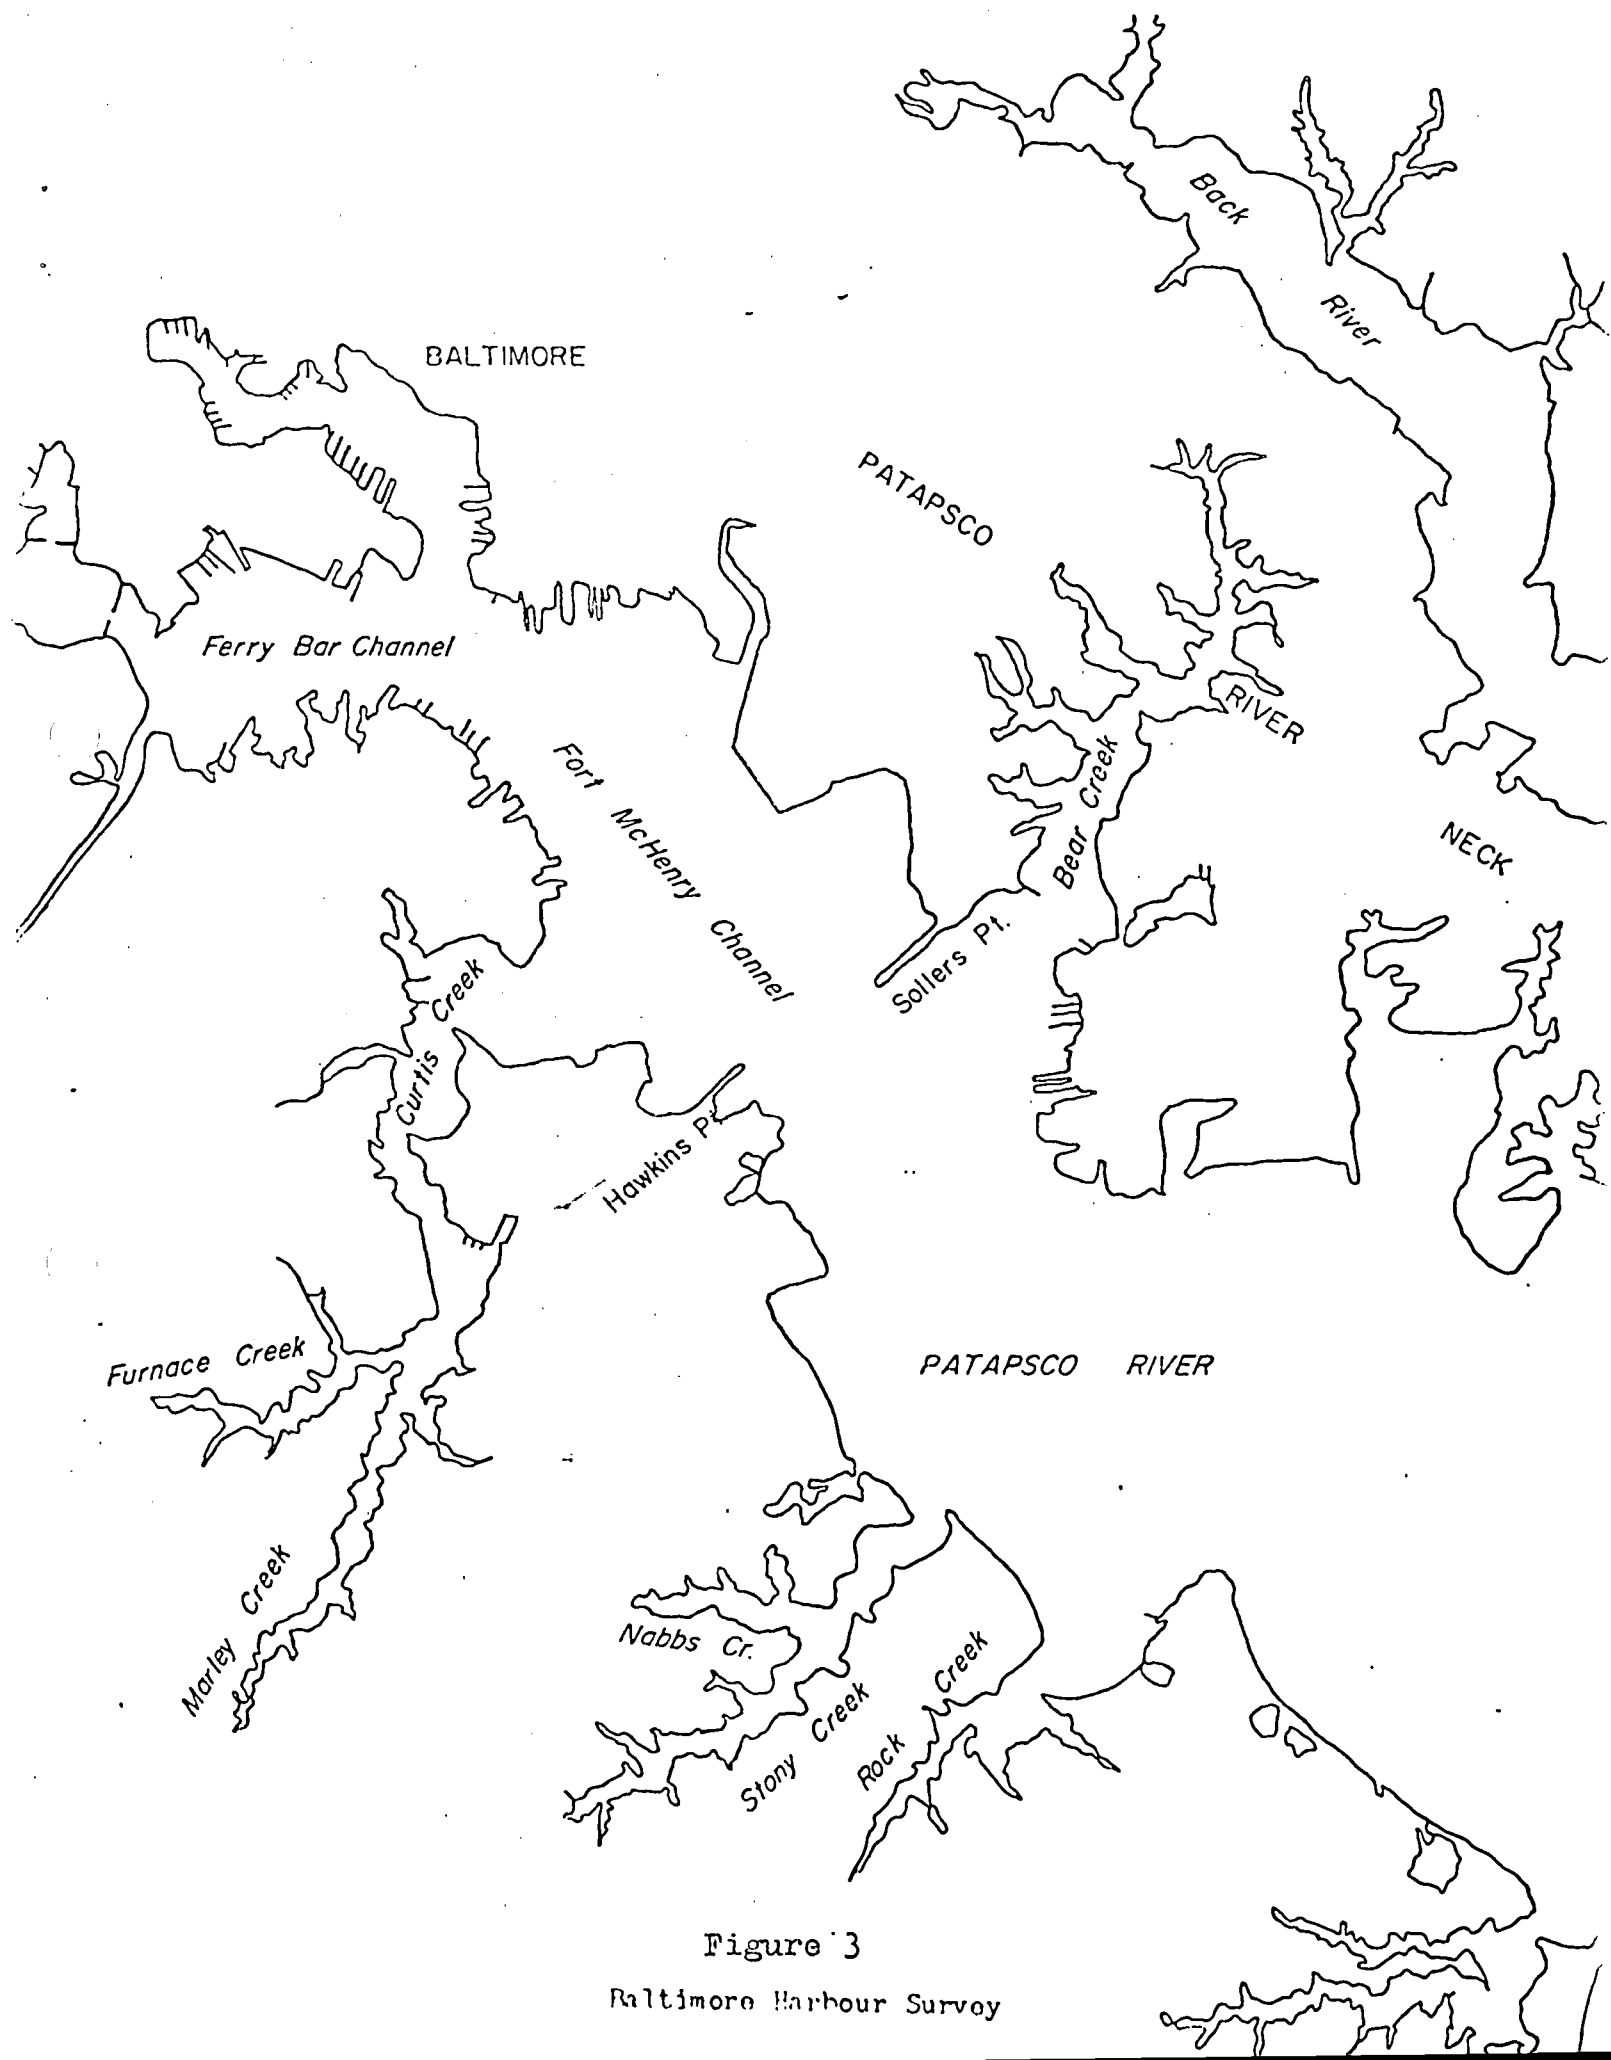 Back
River
BALTIMORE
PATAPSCO
RIVER
NECK
Ferry Bar Channel
Fort McHenry Channel
Bear Creek
Sollers Pt.
Curtis Creek
Hawkins Pt.
Furnace Creek
PATAPSCO RIVER
Marley Creek
Nabbs Cr.
Stony Creek
Rock Creek
Figure 3
Baltimore Harbour Survey